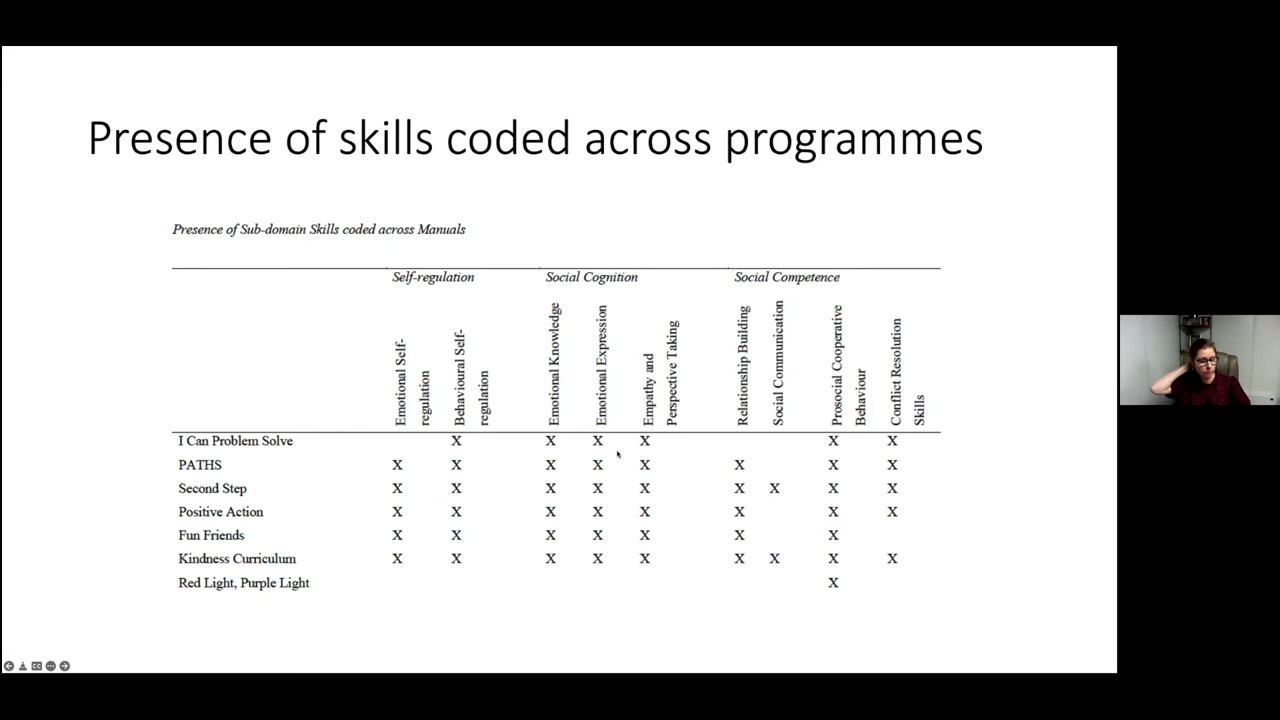 Presence of skills coded across programmes
Presence of Sub-domain Skills coded across Manuals
Self-regulation Social Cognition Social Competence
Emotional Self-
regulation
Behavioural Self-
regulation
Emotional Knowledge
Emotional Expression
Empathy and
Perspective Taking
Relationship Building
Social Communication
Prosocial Cooperative
Behaviour
Conflict Resolution
Skills
I Can Problem Solve X X X X X X
PATHS X X X X X X X X
Second Step X X X X X X X X X
Positive Action X X X X X X X X
Fun Friends X X X X X X X
Kindness Curriculum X X X X X X X X X
Red Light, Purple Light X